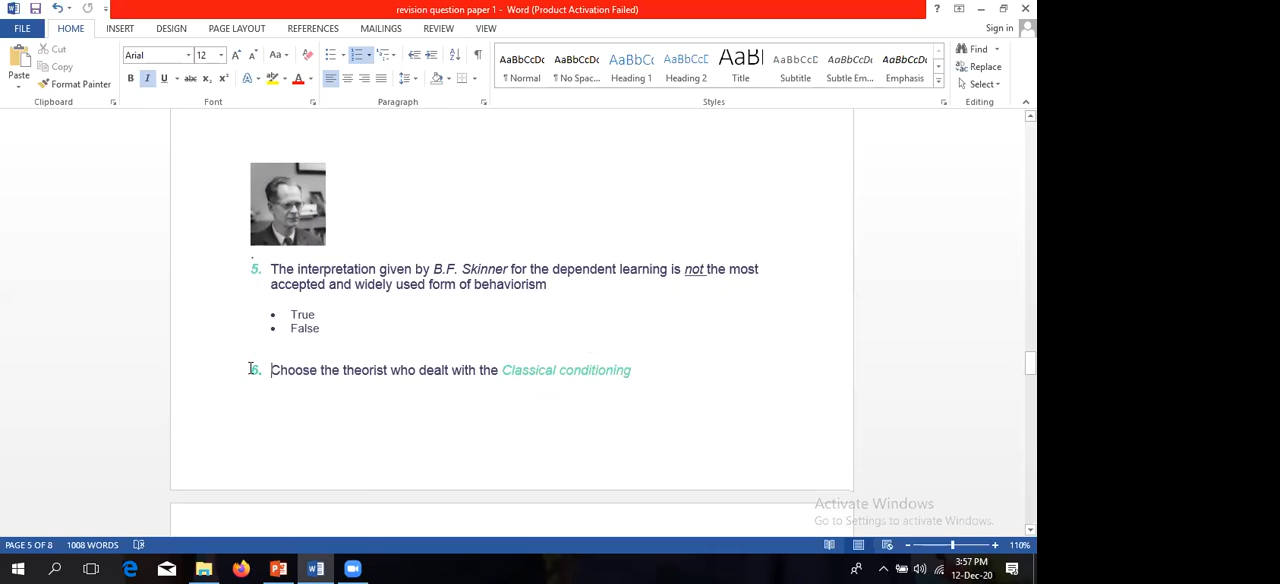 revision question paper 1 - Word (Product Activation Failed)
FILE HOME INSERT DESIGN PAGE LAYOUT REFERENCES MAILINGS REVIEW VIEW Sign in
Paste
Cut
Copy
Format Painter
Clipboard
Arial 12
Font
Paragraph
AaBbCcDc AaBbCcDc AaBbCc AaBbCcD AaBl AaBbCcD AaBbCcDc AaBbCcDc
¶ Normal ¶ No Spac... Heading 1 Heading 2 Title Subtitle Subtle Em... Emphasis
Styles
Find
Replace
Select
Editing
5. The interpretation given by B.F. Skinner for the dependent learning is not the most
accepted and widely used form of behaviorism
• True
• False
6. Choose the theorist who dealt with the Classical conditioning
Activate Windows
Go to Settings to activate Windows.
PAGE 5 OF 8 1008 WORDS 110%
3:57 PM
12-Dec-20